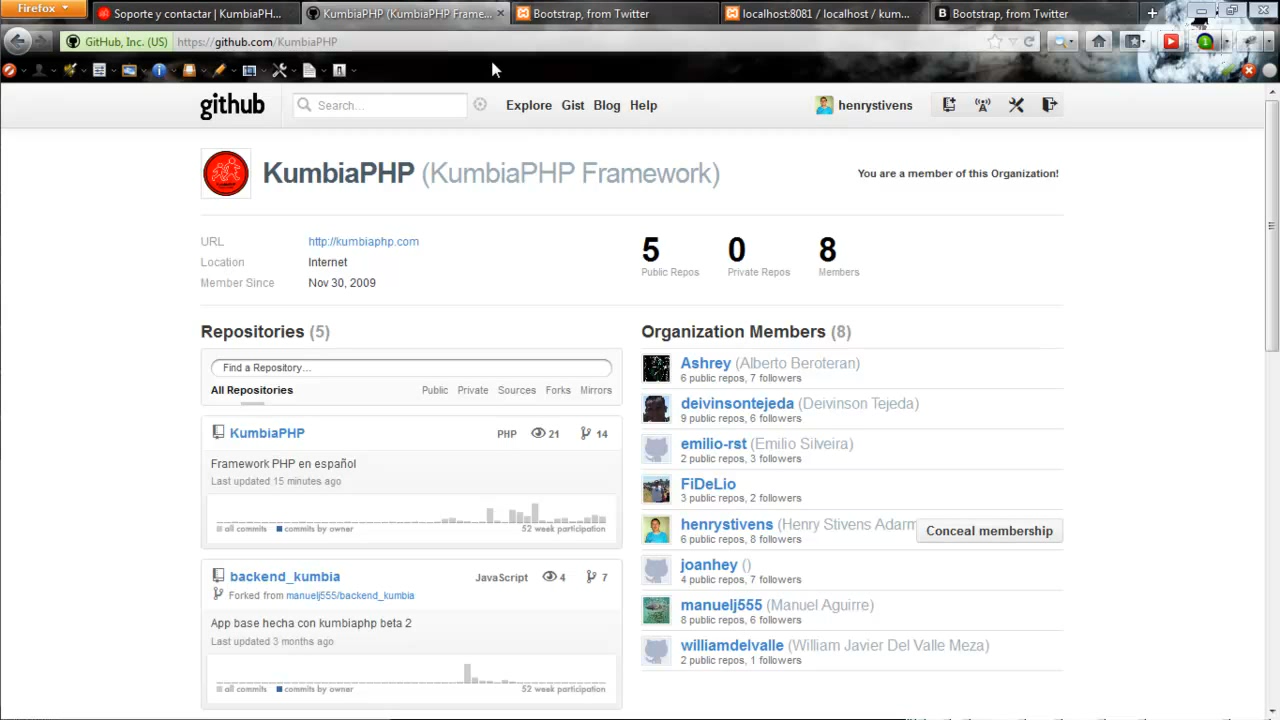 Firefox
Soporte y contactar | KumbiaPH...
KumbiaPHP (KumbiaPHP Frame...
Bootstrap, from Twitter
localhost:8081 / localhost / kum...
Bootstrap, from Twitter
GitHub, Inc. (US)
https://github.com/KumbiaPHP
github
Search...
Explore Gist Blog Help
henrystivens
KumbiaPHP (KumbiaPHP Framework)
You are a member of this Organization!
URL http://kumbiaphp.com
Location Internet
Member Since Nov 30, 2009
5 0 8
Public Repos Private Repos Members
Repositories (5)
Find a Repository...
All Repositories Public Private Sources Forks Mirrors
KumbiaPHP PHP 21 14
Framework PHP en español
Last updated 15 minutes ago
all commits commits by owner 52 week participation
backend_kumbia JavaScript 4 7
Forked from manuelj555/backend_kumbia
App base hecha con kumbiaphp beta 2
Last updated 3 months ago
all commits commits by owner 52 week participation
Organization Members (8)
Ashrey (Alberto Beroteran)
6 public repos, 7 followers
deivinsontejeda (Deivinson Tejeda)
9 public repos, 6 followers
emilio-rst (Emilio Silveira)
2 public repos, 3 followers
FiDeLio
3 public repos, 2 followers
henrystivens (Henry Stivens Adarm
6 public repos, 8 followers
Conceal membership
joanhey ()
4 public repos, 7 followers
manuelj555 (Manuel Aguirre)
8 public repos, 6 followers
williamdelvalle (William Javier Del Valle Meza)
2 public repos, 1 followers